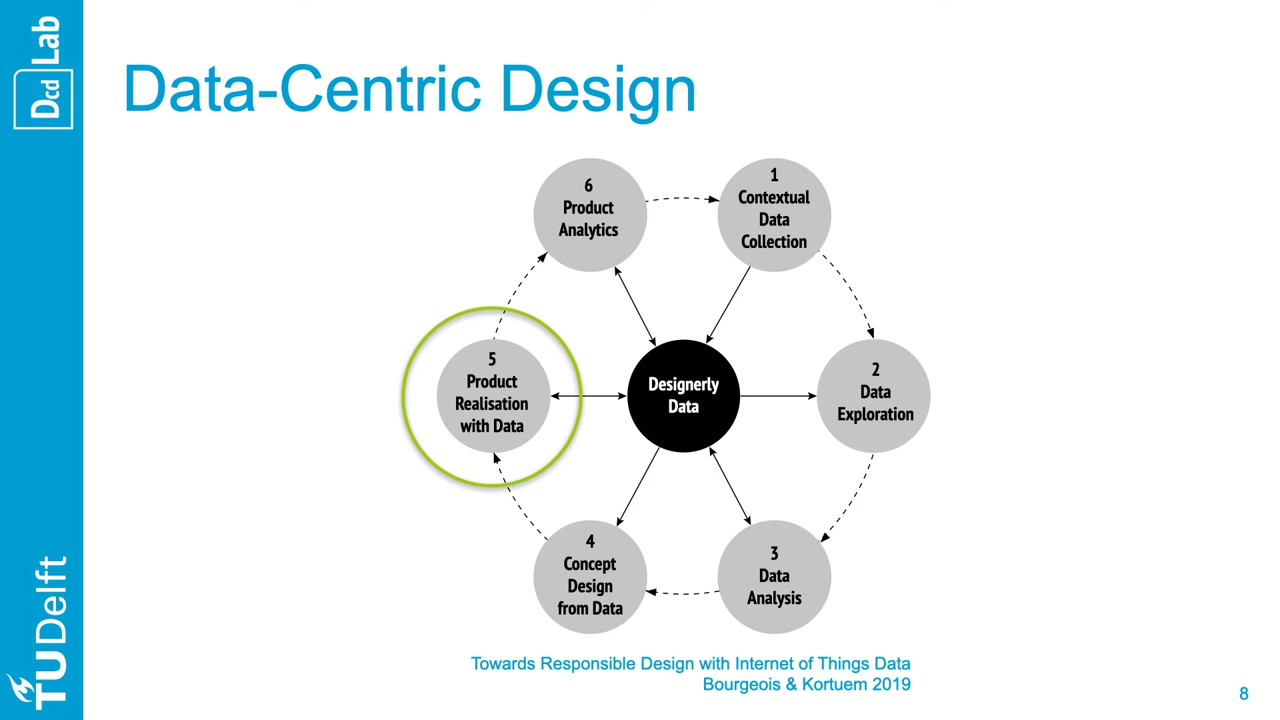 Dcd Lab
Data-Centric Design
1
Contextual
Data
Collection
2
Data
Exploration
3
Data
Analysis
4
Concept
Design
from Data
5
Product
Realisation
with Data
6
Product
Analytics
Designerly
Data
Towards Responsible Design with Internet of Things Data
Bourgeois & Kortuem 2019
TUDelft
8